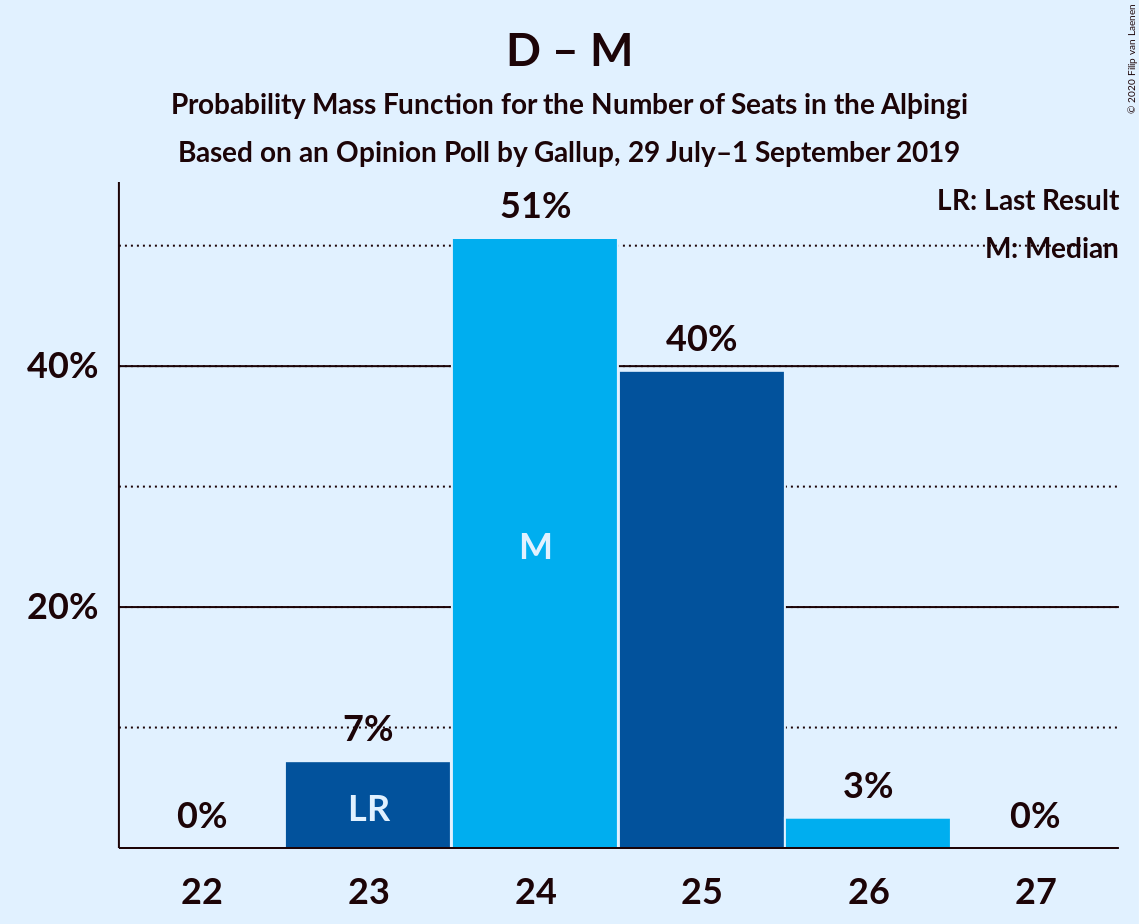 D – M
Probability Mass Function for the Number of Seats in the Alþingi
Based on an Opinion Poll by Gallup, 29 July–1 September 2019
© 2020 Filip van Laenen
LR: Last Result
M: Median
51%
40%
40%
M
20%
7%
LR
3%
0%
0%
22 23 24 25 26 27